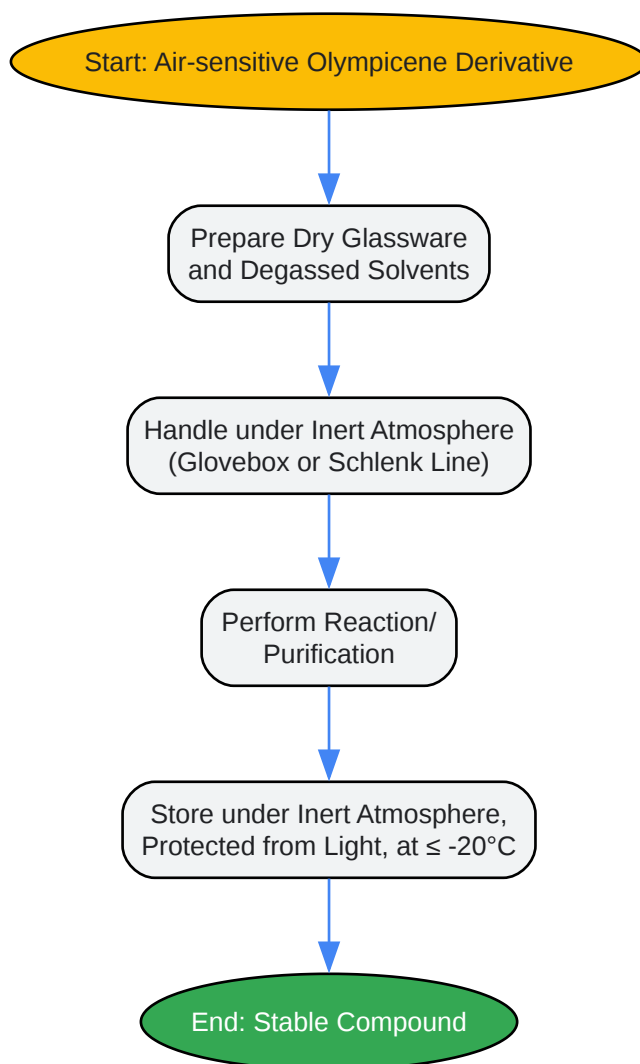 Start: Air-sensitive Olympicene Derivative
Prepare Dry Glassware
and Degassed Solvents
Handle under Inert Atmosphere
(Glovebox or Schlenk Line)
Perform Reaction/
Purification
Store under Inert Atmosphere,
Protected from Light, at ≤ -20°C
End: Stable Compound